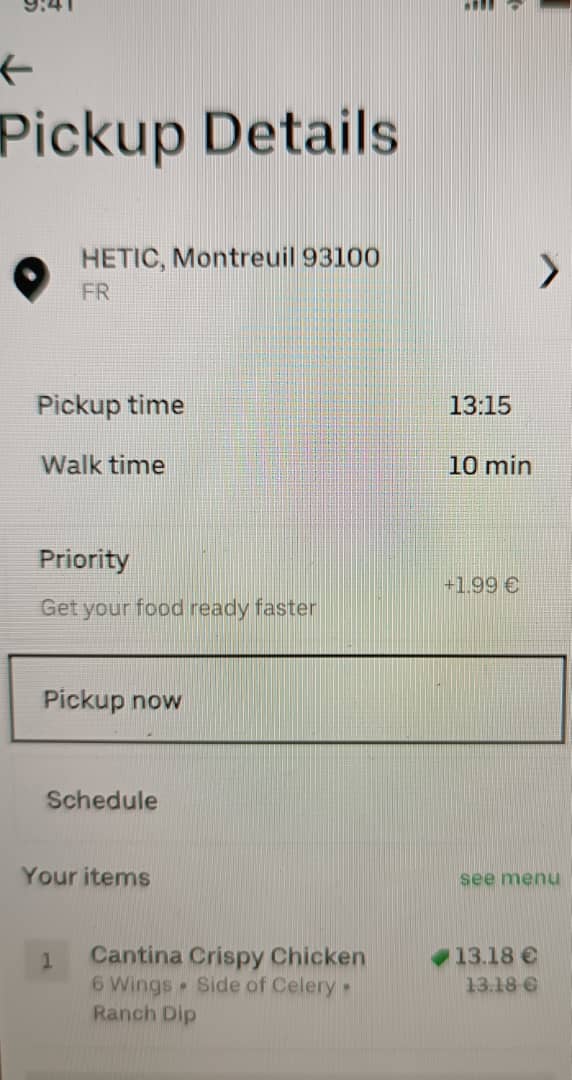 9:41
Pickup Details
HETIC, Montreuil 93100
FR
Pickup time 13:15
Walk time 10 min
Priority
+1.99 €
Get your food ready faster
Pickup now
Schedule
Your items see menu
1 Cantina Crispy Chicken 13.18 €
6 Wings • Side of Celery • 13.18 €
Ranch Dip